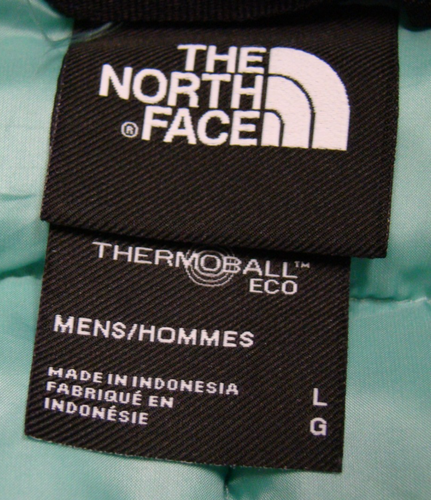 THE
NORTH
® FACE
THERMOBALL™
ECO
MENS/HOMMES
MADE IN INDONESIA
FABRIQUÉ EN
INDONÉSIE
L
G